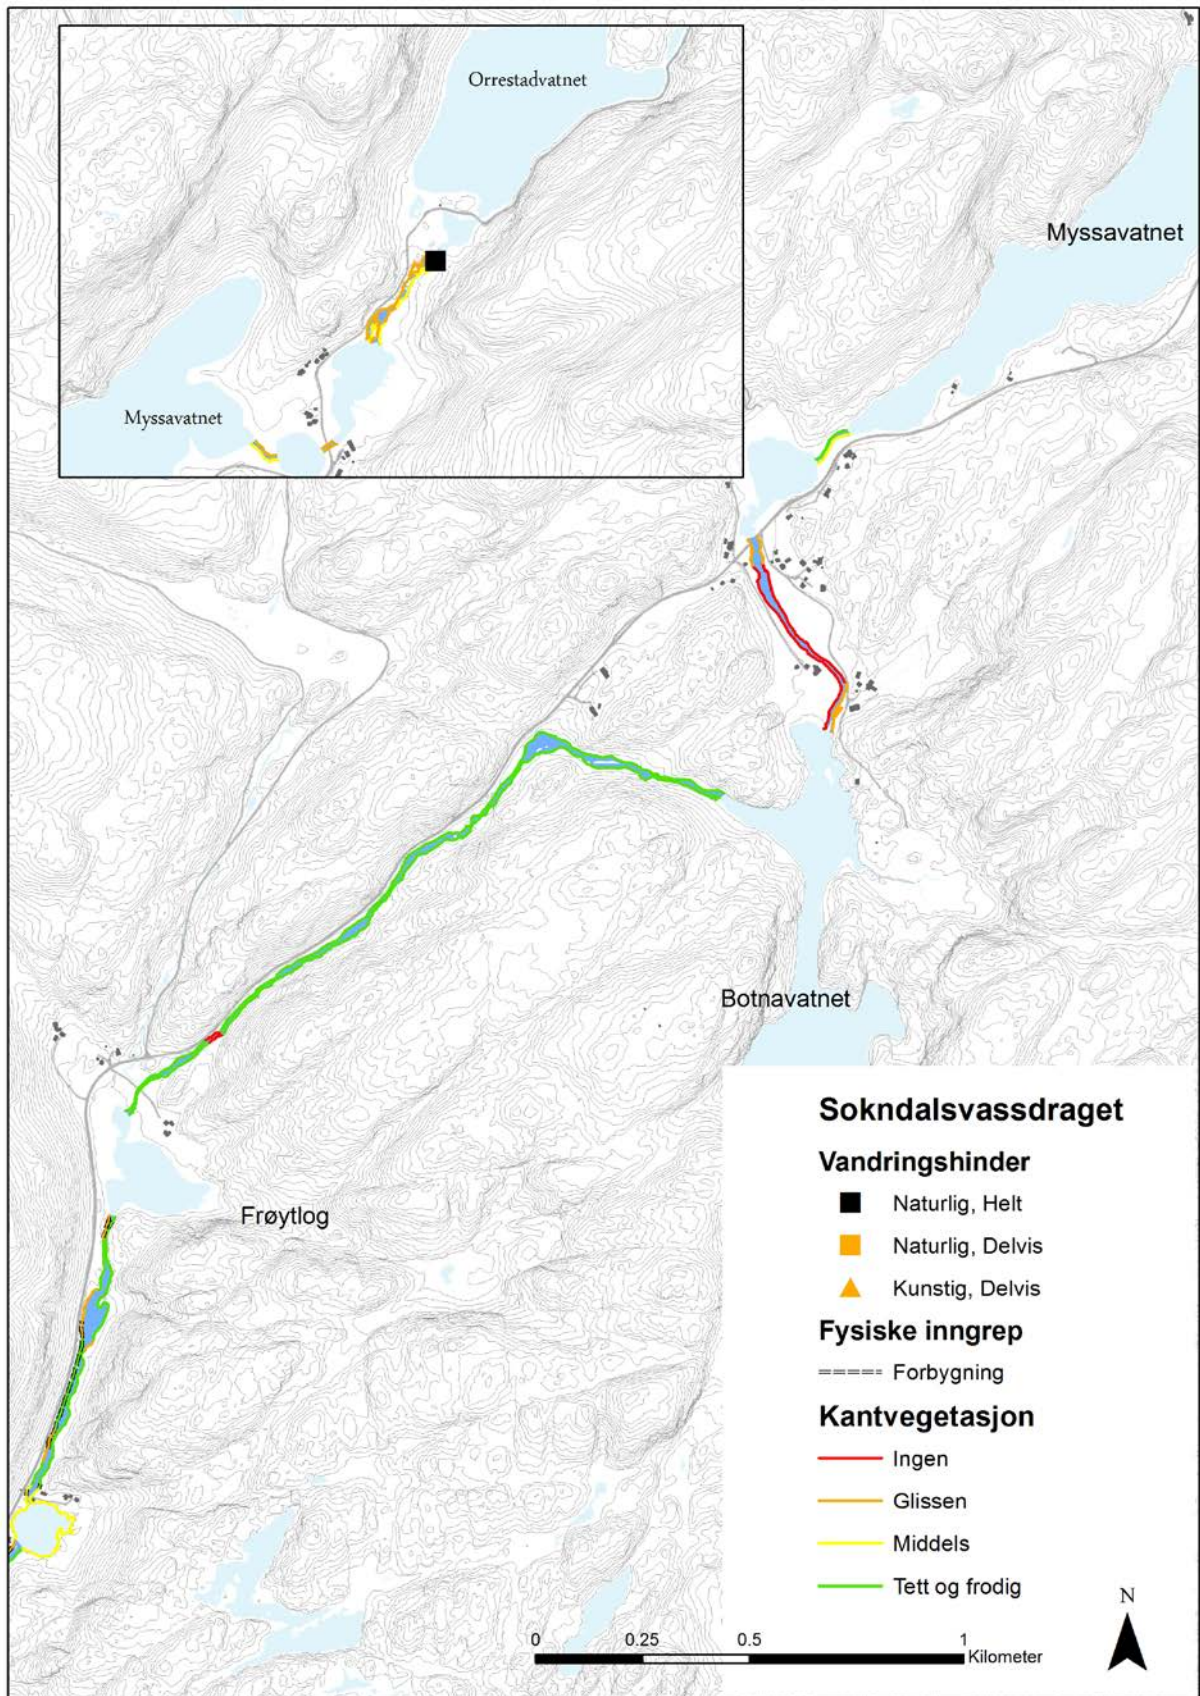 Orrestadvatnet
Myssavatnet
Myssavatnet
Botnavatnet
Frøytlog
Sokndalsvassdraget
Vandringshinder
Naturlig, Helt
Naturlig, Delvis
Kunstig, Delvis
Fysiske inngrep
Forbygning
Kantvegetasjon
Ingen
Glissen
Middels
Tett og frodig
N
0 0.25 0.5 1
Kilometer